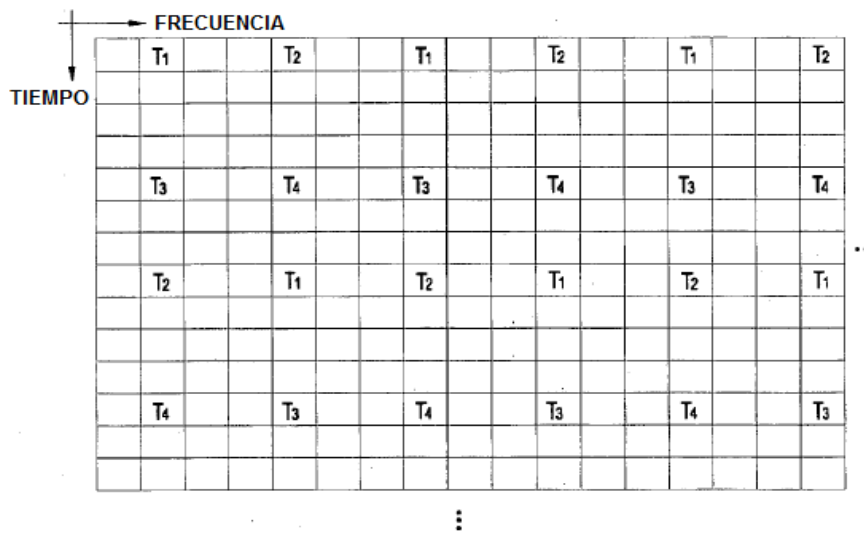 FRECUENCIA
T1 T2 T1 T2 T1 T2
TIEMPO
T3 T4 T3 T4 T3 T4
T2 T1 T2 T1 T2 T1
T4 T3 T4 T3 T4 T3